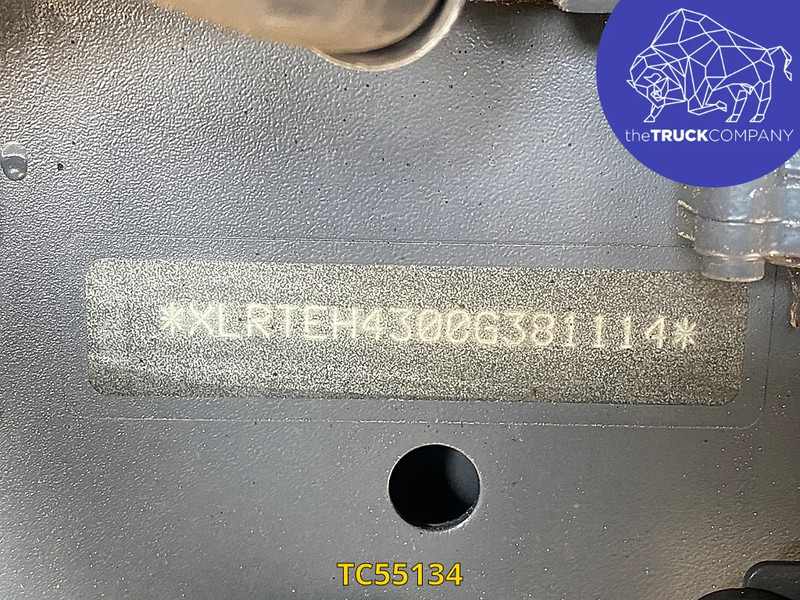 theTRUCKCOMPANY
*XLRTEH4300G381114*
TC55134